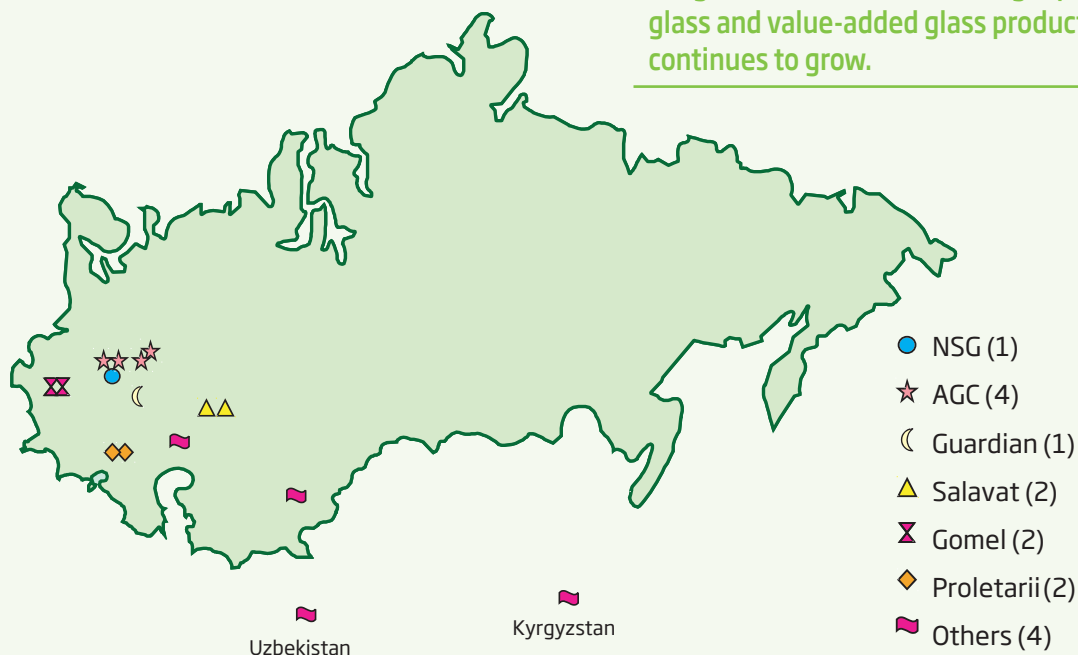 glass and value-added glass product
continues to grow.
NSG (1)
AGC (4)
Guardian (1)
Salavat (2)
Gomel (2)
Proletarii (2)
Others (4)
Kyrgyzstan
Uzbekistan